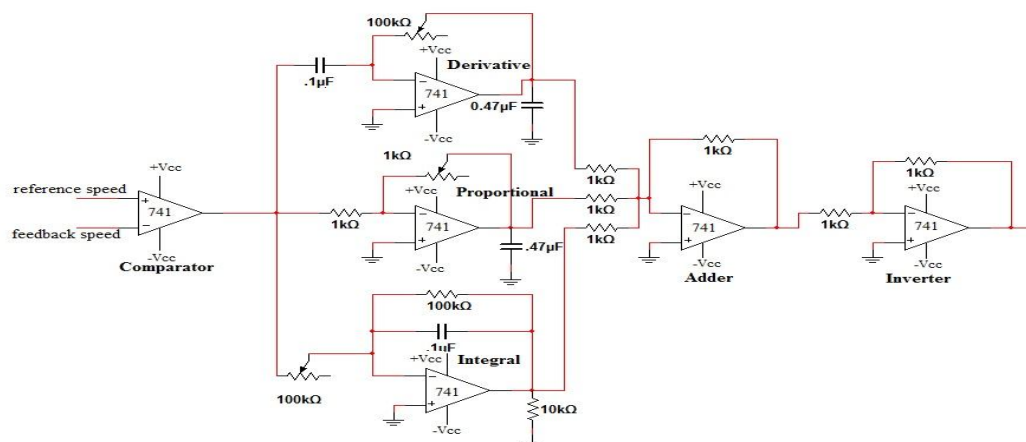 100kΩ
+Vcc
Derivative
.1µF
741
0.47µF
-Vcc
1kΩ
+Vcc
Proportional
reference speed
+Vcc
741
feedback speed
-Vcc
Comparator
1kΩ
741
.47µF
-Vcc
1kΩ
1kΩ
1kΩ
1kΩ
+Vcc
741
-Vcc
Adder
1kΩ
1kΩ
+Vcc
741
-Vcc
Inverter
100kΩ
.1µF
+Vcc
Integral
100kΩ
741
10kΩ
-Vcc